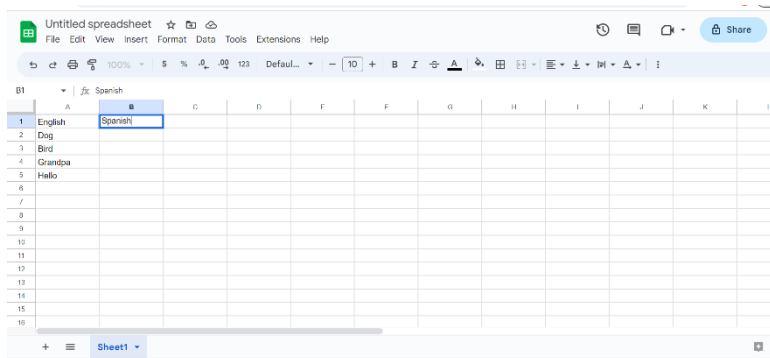 Untitled spreadsheet
File Edit View Insert Format Data Tools Extensions Help
Share
100% $ % .0 .00 123 Defaul... 10 B I A
B1 fx Spanish
A B C D E F G H I J K
1 English Spanish
2 Dog
3 Bird
4 Grandpa
5 Hello
6
7
8
9
10
11
12
13
14
15
16
Sheet1